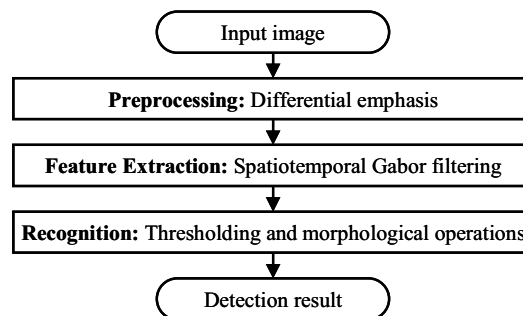 Input image
Preprocessing: Differential emphasis
Feature Extraction: Spatiotemporal Gabor filtering
Recognition: Thresholding and morphological operations
Detection result